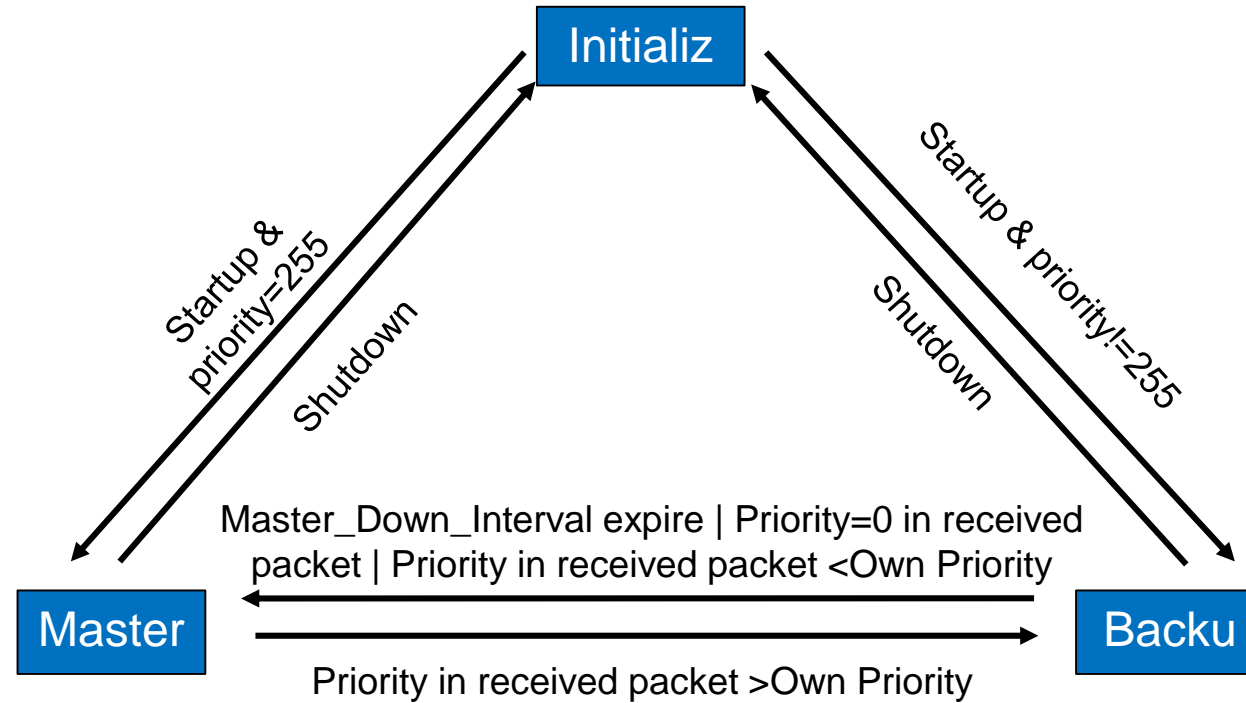 Initializ
Startup &
priority=255
Shutdown
Startup & priority!=255
Shutdown
Master_Down_Interval expire | Priority=0 in received
packet | Priority in received packet <Own Priority
Master
Backu
Priority in received packet >Own Priority